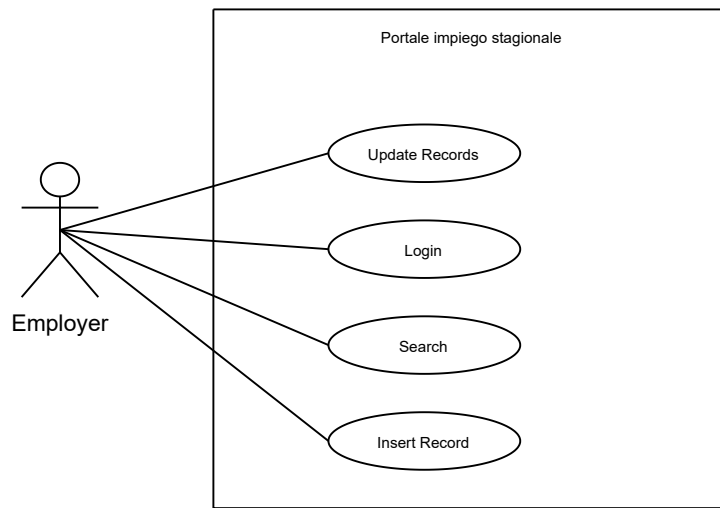 Portale impiego stagionale
Update Records
Login
Employer
Search
Insert Record